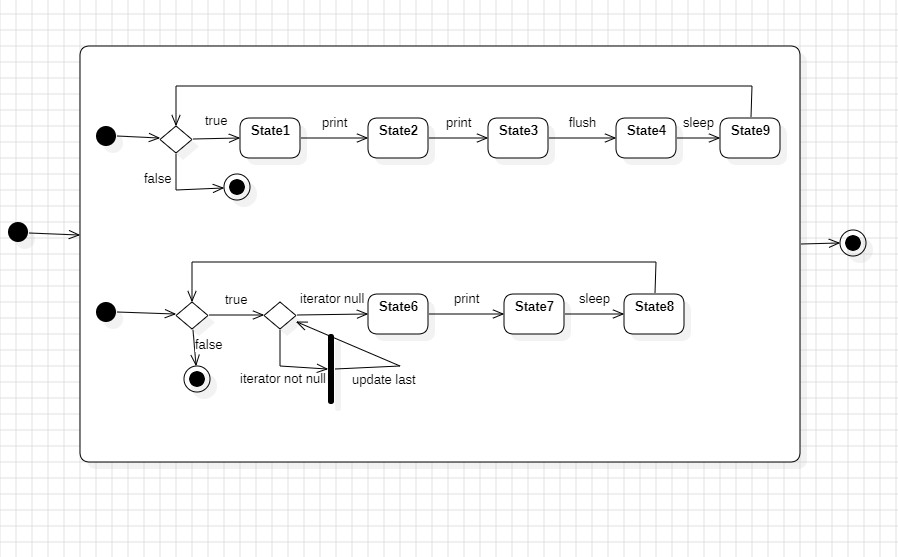 true
State1
print
State2
print
State3
flush
State4
sleep
State9
false
true
iterator null
State6
print
State7
sleep
State8
false
iterator not null
update last